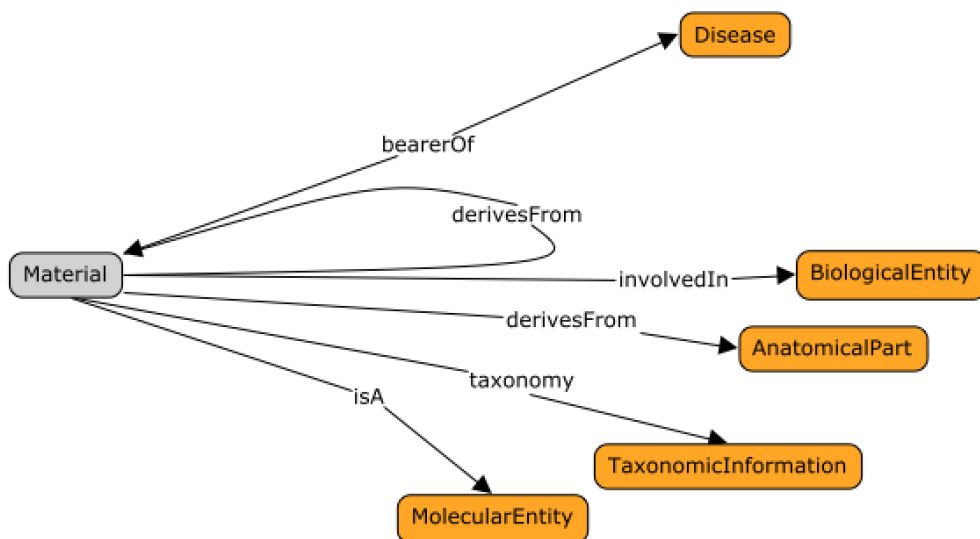 Disease
bearerOf
derivesFrom
Material
involvedIn
BiologicalEntity
derivesFrom
AnatomicalPart
taxonomy
isA
TaxonomicInformation
MolecularEntity